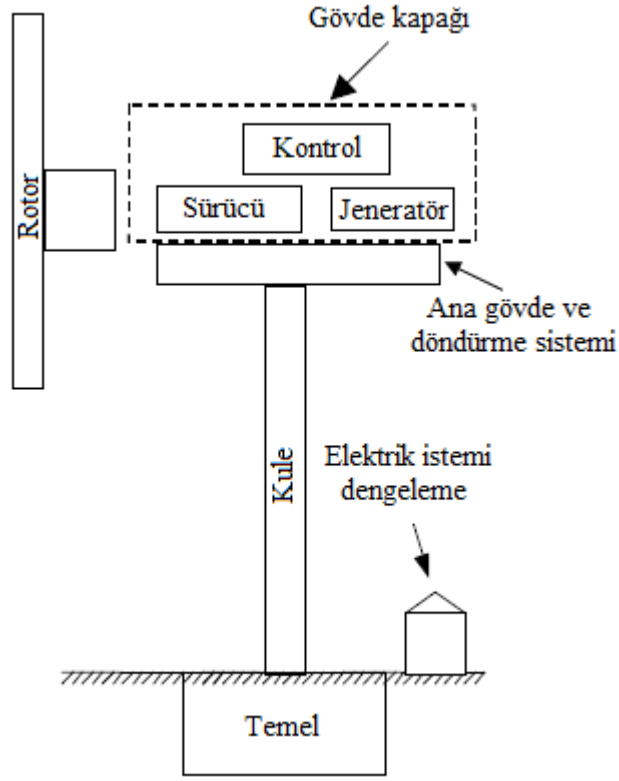 Gövde kapağı
Kontrol
Sürücü
Jeneratör
Rotor
Ana gövde ve
döndürme sistemi
Kule
Elektrik istemi
dengeleme
Temel